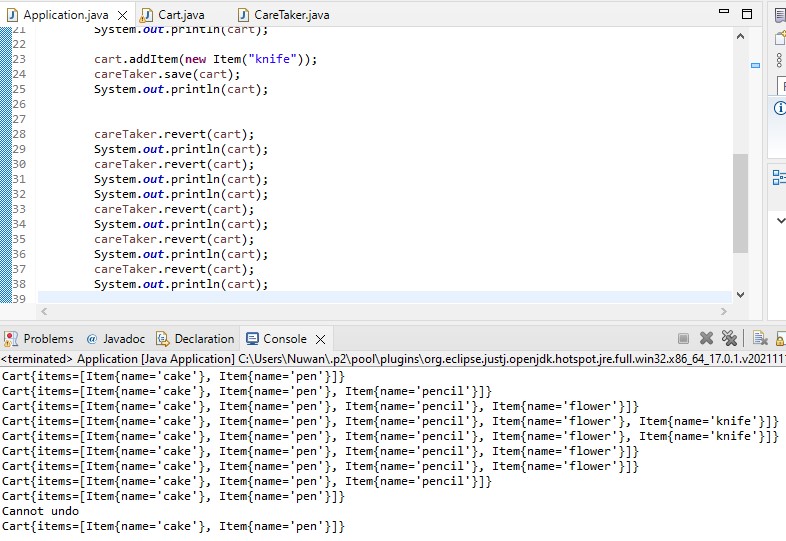 Application.java
Cart.java
CareTaker.java
21 System.out.println(cart);
22
23 cart.addItem(new Item("knife"));
24 careTaker.save(cart);
25 System.out.println(cart);
26
27
28 careTaker.revert(cart);
29 System.out.println(cart);
30 careTaker.revert(cart);
31 System.out.println(cart);
32 System.out.println(cart);
33 careTaker.revert(cart);
34 System.out.println(cart);
35 careTaker.revert(cart);
36 System.out.println(cart);
37 careTaker.revert(cart);
38 System.out.println(cart);
39
Problems @ Javadoc Declaration Console
<terminated> Application [Java Application] C:\Users\Nuwan\.p2\pool\plugins\org.eclipse.justj.openjdk.hotspot.jre.full.win32.x86_64_17.0.1.v2021111
Cart{items=[Item{name='cake'}, Item{name='pen'}]}
Cart{items=[Item{name='cake'}, Item{name='pen'}, Item{name='pencil'}]}
Cart{items=[Item{name='cake'}, Item{name='pen'}, Item{name='pencil'}, Item{name='flower'}]}
Cart{items=[Item{name='cake'}, Item{name='pen'}, Item{name='pencil'}, Item{name='flower'}, Item{name='knife'}]}
Cart{items=[Item{name='cake'}, Item{name='pen'}, Item{name='pencil'}, Item{name='flower'}, Item{name='knife'}]}
Cart{items=[Item{name='cake'}, Item{name='pen'}, Item{name='pencil'}, Item{name='flower'}]}
Cart{items=[Item{name='cake'}, Item{name='pen'}, Item{name='pencil'}, Item{name='flower'}]}
Cart{items=[Item{name='cake'}, Item{name='pen'}, Item{name='pencil'}]}
Cart{items=[Item{name='cake'}, Item{name='pen'}]}
Cannot undo
Cart{items=[Item{name='cake'}, Item{name='pen'}]}